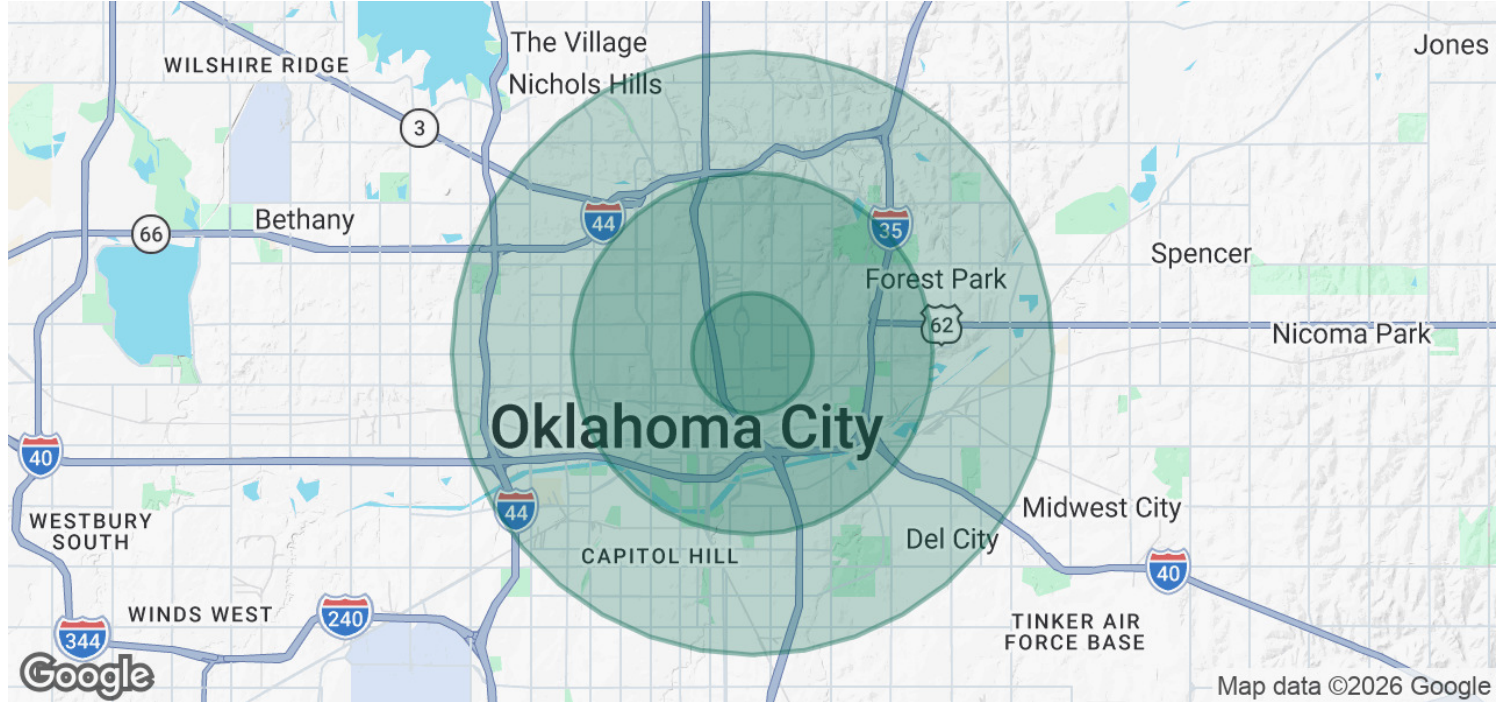 The Village
Jones
WILSHIRE RIDGE
Nichols Hills
3
Bethany
44
35
66
Spencer
Forest Park
62
Nicoma Park
Oklahoma City
40
44
Midwest City
WESTBURY
SOUTH
Del City
CAPITOL HILL
40
WINDS WEST
240
TINKER AIR
FORCE BASE
344
Google
Map data ©2026 Google